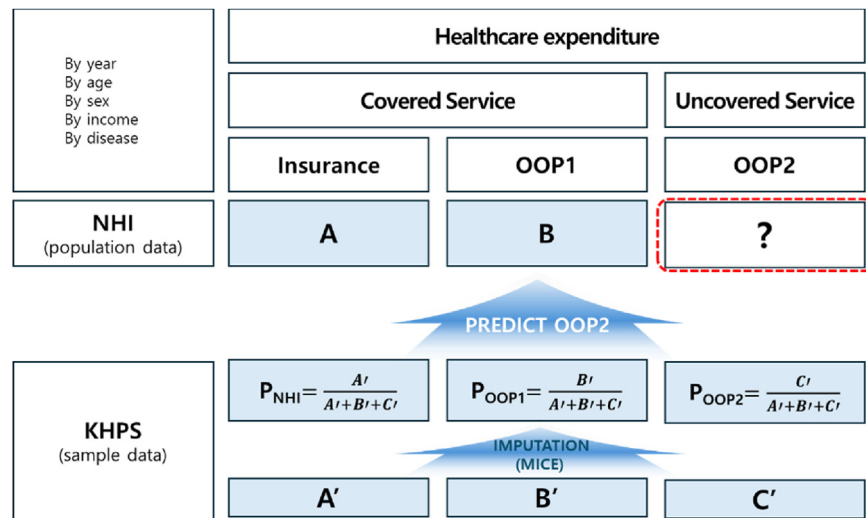 By year
By age
By sex
By income
By disease
Healthcare expenditure
Covered Service
Uncovered Service
Insurance
OOP1
OOP2
NHI
(population data)
A
B
?
PREDICT OOP2
KHPS
(sample data)
P_NHI = A′ / (A′+B′+C′)
P_OOP1 = B′ / (A′+B′+C′)
P_OOP2 = C′ / (A′+B′+C′)
IMPUTATION
(MICE)
A’
B’
C’